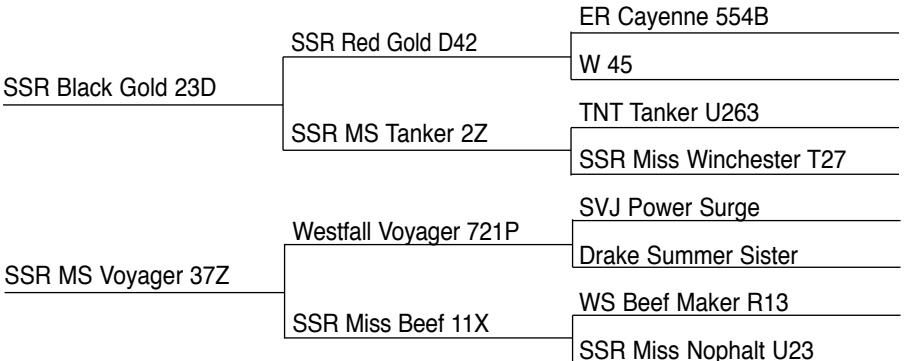 ER Cayenne 554B
SSR Red Gold D42
W 45
SSR Black Gold 23D
TNT Tanker U263
SSR MS Tanker 2Z
SSR Miss Winchester T27
SVJ Power Surge
Westfall Voyager 721P
Drake Summer Sister
SSR MS Voyager 37Z
WS Beef Maker R13
SSR Miss Beef 11X
SSR Miss Nophalt U23